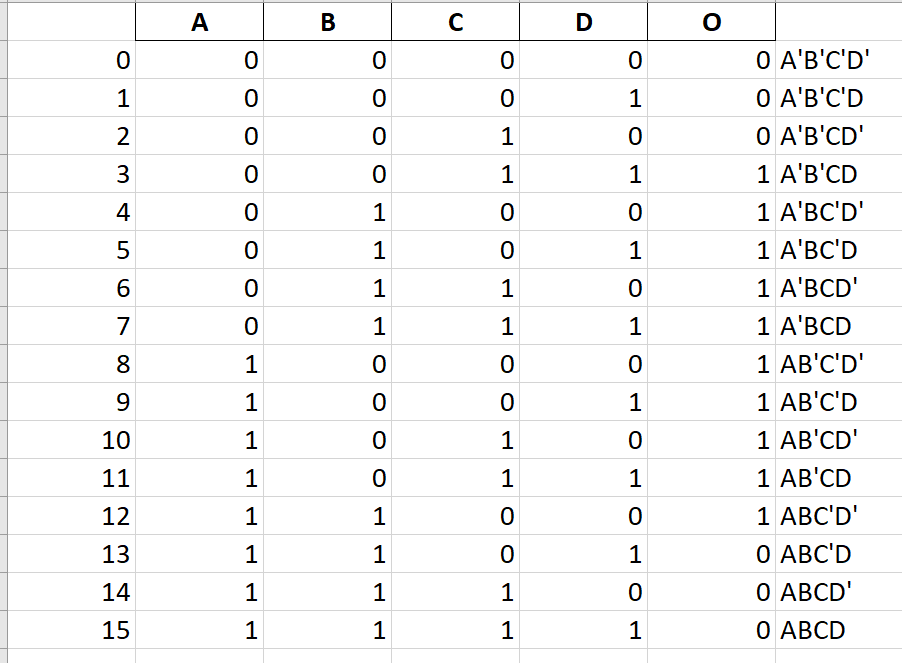 A B C D O
0 0 0 0 0 0 A'B'C'D'
1 0 0 0 1 0 A'B'C'D
2 0 0 1 0 0 A'B'CD'
3 0 0 1 1 1 A'B'CD
4 0 1 0 0 1 A'BC'D'
5 0 1 0 1 1 A'BC'D
6 0 1 1 0 1 A'BCD'
7 0 1 1 1 1 A'BCD
8 1 0 0 0 1 AB'C'D'
9 1 0 0 1 1 AB'C'D
10 1 0 1 0 1 AB'CD'
11 1 0 1 1 1 AB'CD
12 1 1 0 0 1 ABC'D'
13 1 1 0 1 0 ABC'D
14 1 1 1 0 0 ABCD'
15 1 1 1 1 0 ABCD